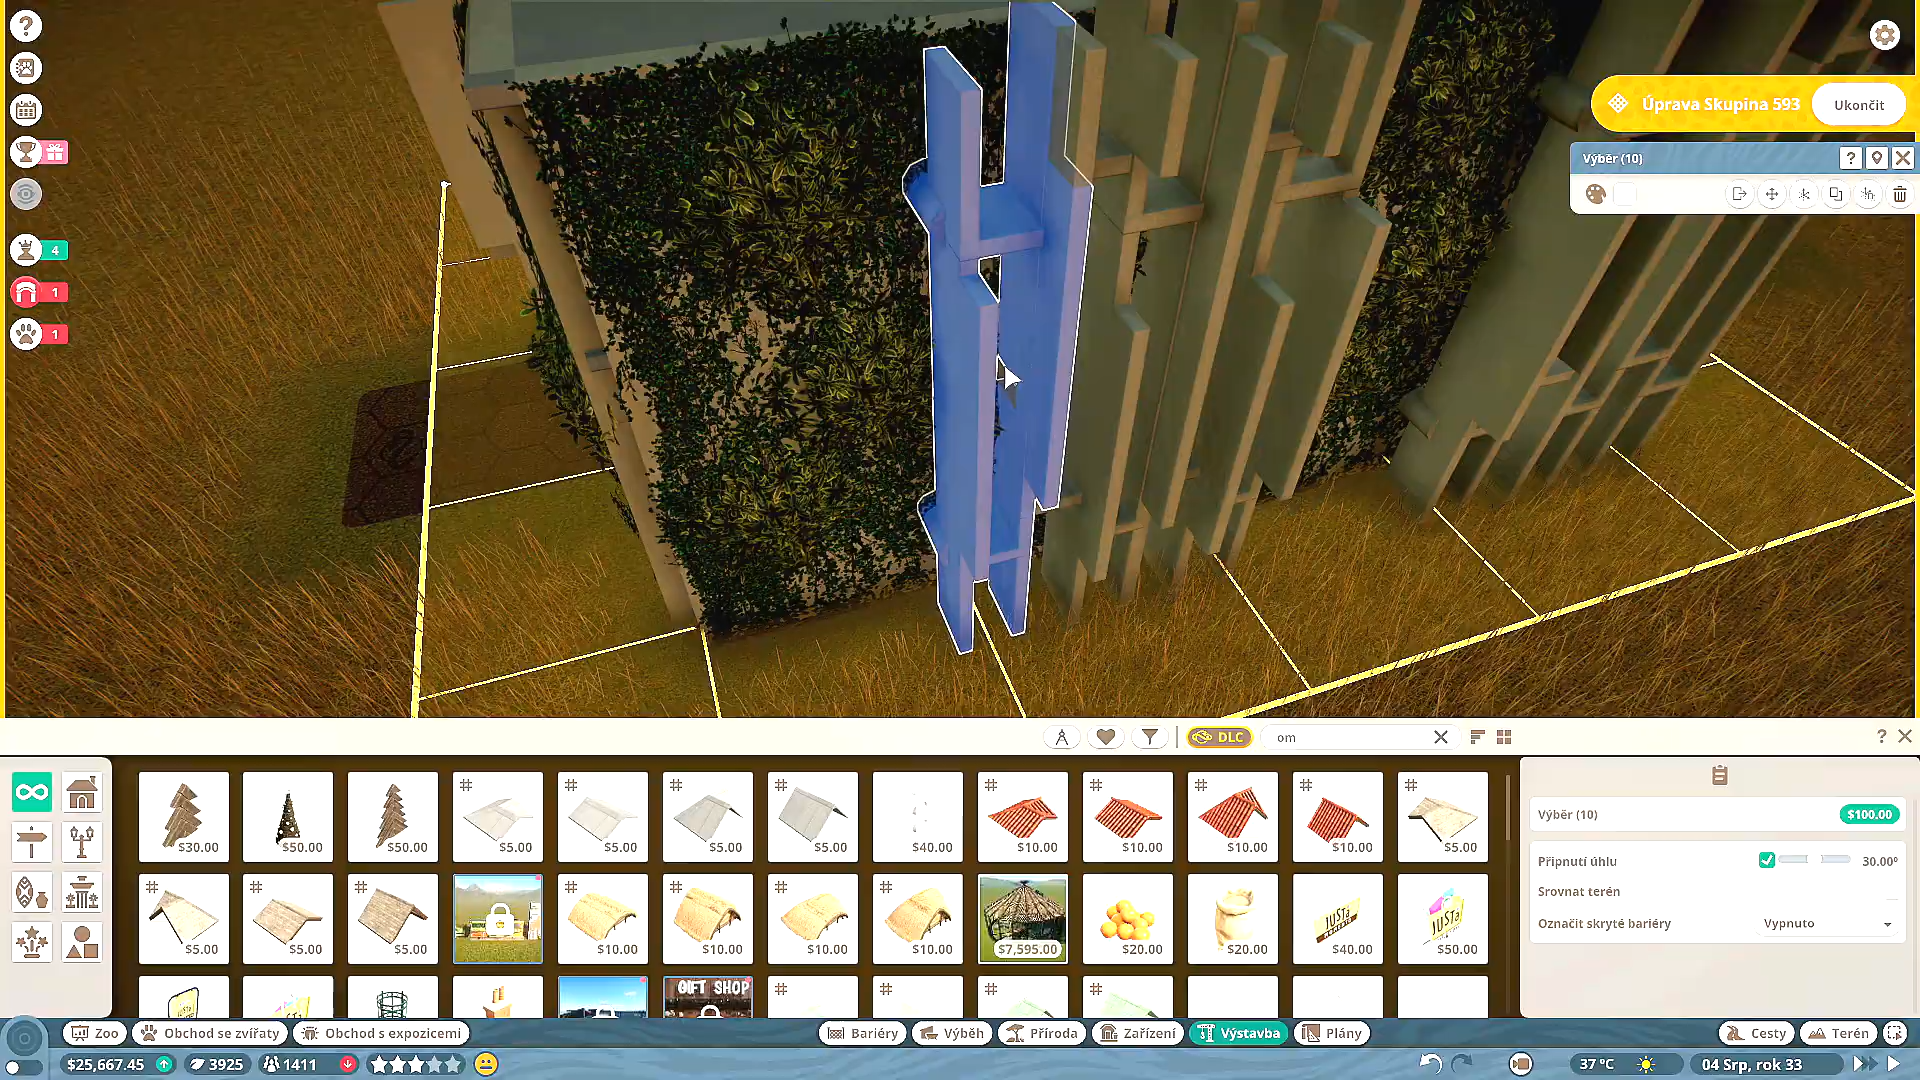 ?
4
1
1
Úprava Skupina 593
Ukončit
Výběr (10)
?
DLC
om
?
$30.00
$50.00
$50.00
$5.00
$5.00
$5.00
$5.00
$40.00
$10.00
$10.00
$10.00
$10.00
$5.00
$5.00
$5.00
$5.00
$10.00
$10.00
$10.00
$10.00
$7,595.00
$20.00
$20.00
$40.00
$50.00
GIFT SHOP
Výběr (10)
$100.00
Připnutí úhlu
30.00°
Srovnat terén
Označit skryté bariéry
Vypnuto
Zoo
Obchod se zvířaty
Obchod s expozicemi
Bariéry
Výběh
Příroda
Zařízení
Výstavba
Plány
Cesty
Terén
$25,667.45
3925
1411
37 °C
04 Srp, rok 33